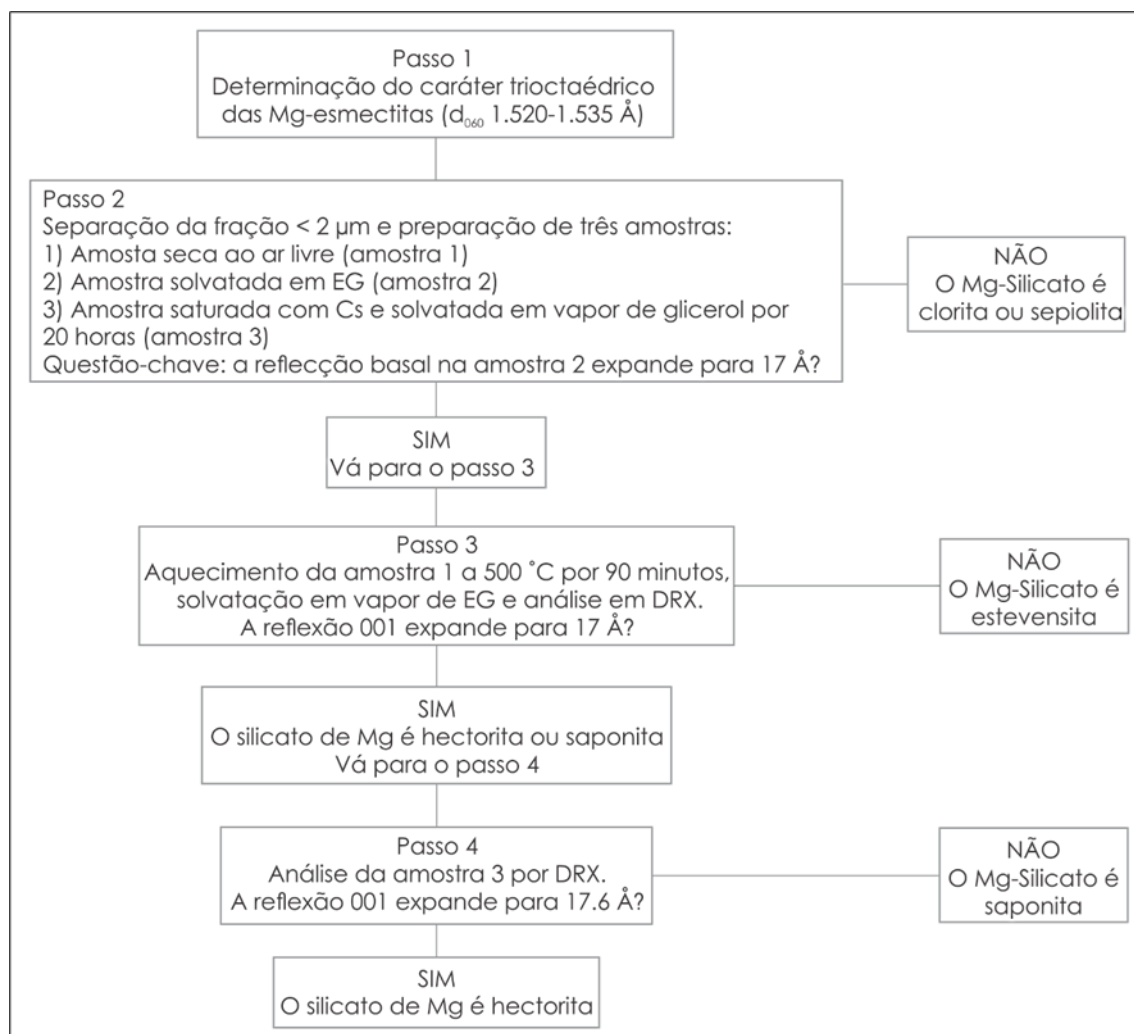 Passo 1
Determinação do caráter trioctaédrico
das Mg-esmectitas (d₀₆₀ 1.520-1.535 Å)
Passo 2
Separação da fração < 2 µm e preparação de três amostras:
1) Amosta seca ao ar livre (amostra 1)
2) Amostra solvatada em EG (amostra 2)
3) Amostra saturada com Cs e solvatada em vapor de glicerol por
20 horas (amostra 3)
Questão-chave: a reflecção basal na amostra 2 expande para 17 Å?
NÃO
O Mg-Silicato é
clorita ou sepiolita
SIM
Vá para o passo 3
Passo 3
Aquecimento da amostra 1 a 500 ˚C por 90 minutos,
solvatação em vapor de EG e análise em DRX.
A reflexão 001 expande para 17 Å?
NÃO
O Mg-Silicato é
estevensita
SIM
O silicato de Mg é hectorita ou saponita
Vá para o passo 4
Passo 4
Análise da amostra 3 por DRX.
A reflexão 001 expande para 17.6 Å?
NÃO
O Mg-Silicato é
saponita
SIM
O silicato de Mg é hectorita